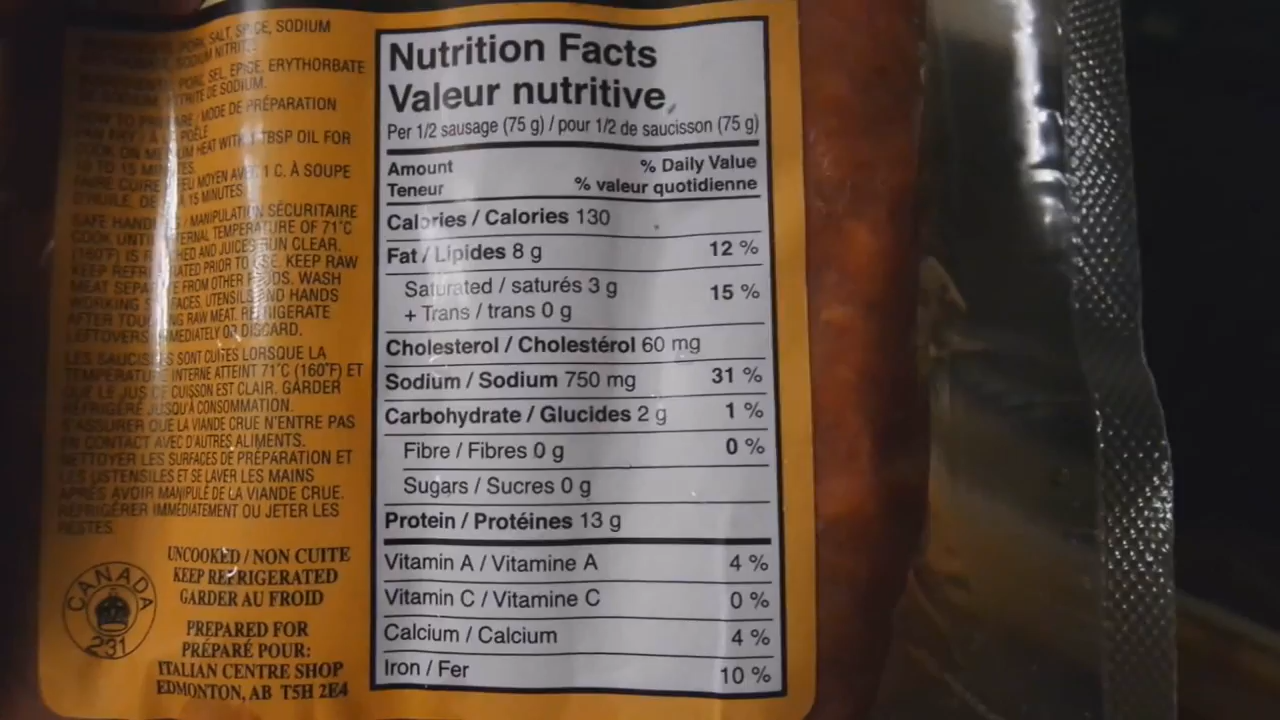 PORK, SALT, SPICE, SODIUM
SODIUM NITRITE
PORC, SEL, ÉPICE, ERYTHORBATE
DE SODIUM, NITRITE DE SODIUM.
HOW TO PREPARE / MODE DE PRÉPARATION
PAN FRY / À LA POÊLE
COOK ON MEDIUM HEAT WITH 1 TBSP OIL FOR
10 TO 15 MINUTES.
FAIRE CUIRE FEU MOYEN AVEC 1 C. À SOUPE
D'HUILE, DE À 15 MINUTES
SAFE HANDLING / MANIPULATION SÉCURITAIRE
COOK UNTIL INTERNAL TEMPERATURE OF 71°C
(160°F) IS REACHED AND JUICES RUN CLEAR.
KEEP REFRIGERATED PRIOR TO USE. KEEP RAW
MEAT SEPARATE FROM OTHER FOODS. WASH
WORKING SURFACES, UTENSILS AND HANDS
AFTER TOUCHING RAW MEAT. REFRIGERATE
LEFTOVERS IMMEDIATELY OR DISCARD.
LES SAUCISSES SONT CUITES LORSQUE LA
TEMPÉRATURE INTERNE ATTEINT 71°C (160°F) ET
QUE LE JUS DE CUISSON EST CLAIR. GARDER
RÉFRIGÉRÉ JUSQU'À CONSOMMATION.
S'ASSURER QUE LA VIANDE CRUE N'ENTRE PAS
EN CONTACT AVEC D'AUTRES ALIMENTS.
NETTOYER LES SURFACES DE PRÉPARATION ET
LES USTENSILES ET SE LAVER LES MAINS
APRÈS AVOIR MANIPULÉ DE LA VIANDE CRUE.
RÉFRIGÉRER IMMÉDIATEMENT OU JETER LES
RESTES.
UNCOOKED / NON CUITE
KEEP REFRIGERATED
GARDER AU FROID
CANADA
231
PREPARED FOR
PRÉPARÉ POUR:
ITALIAN CENTRE SHOP
EDMONTON, AB T5H 2E4
Nutrition Facts
Valeur nutritive
Per 1/2 sausage (75 g) / pour 1/2 de saucisson (75 g)
Amount % Daily Value
Teneur % valeur quotidienne
Calories / Calories 130
Fat / Lipides 8 g 12 %
Saturated / saturés 3 g 15 %
+ Trans / trans 0 g
Cholesterol / Cholestérol 60 mg
Sodium / Sodium 750 mg 31 %
Carbohydrate / Glucides 2 g 1 %
Fibre / Fibres 0 g 0 %
Sugars / Sucres 0 g
Protein / Protéines 13 g
Vitamin A / Vitamine A 4 %
Vitamin C / Vitamine C 0 %
Calcium / Calcium 4 %
Iron / Fer 10 %